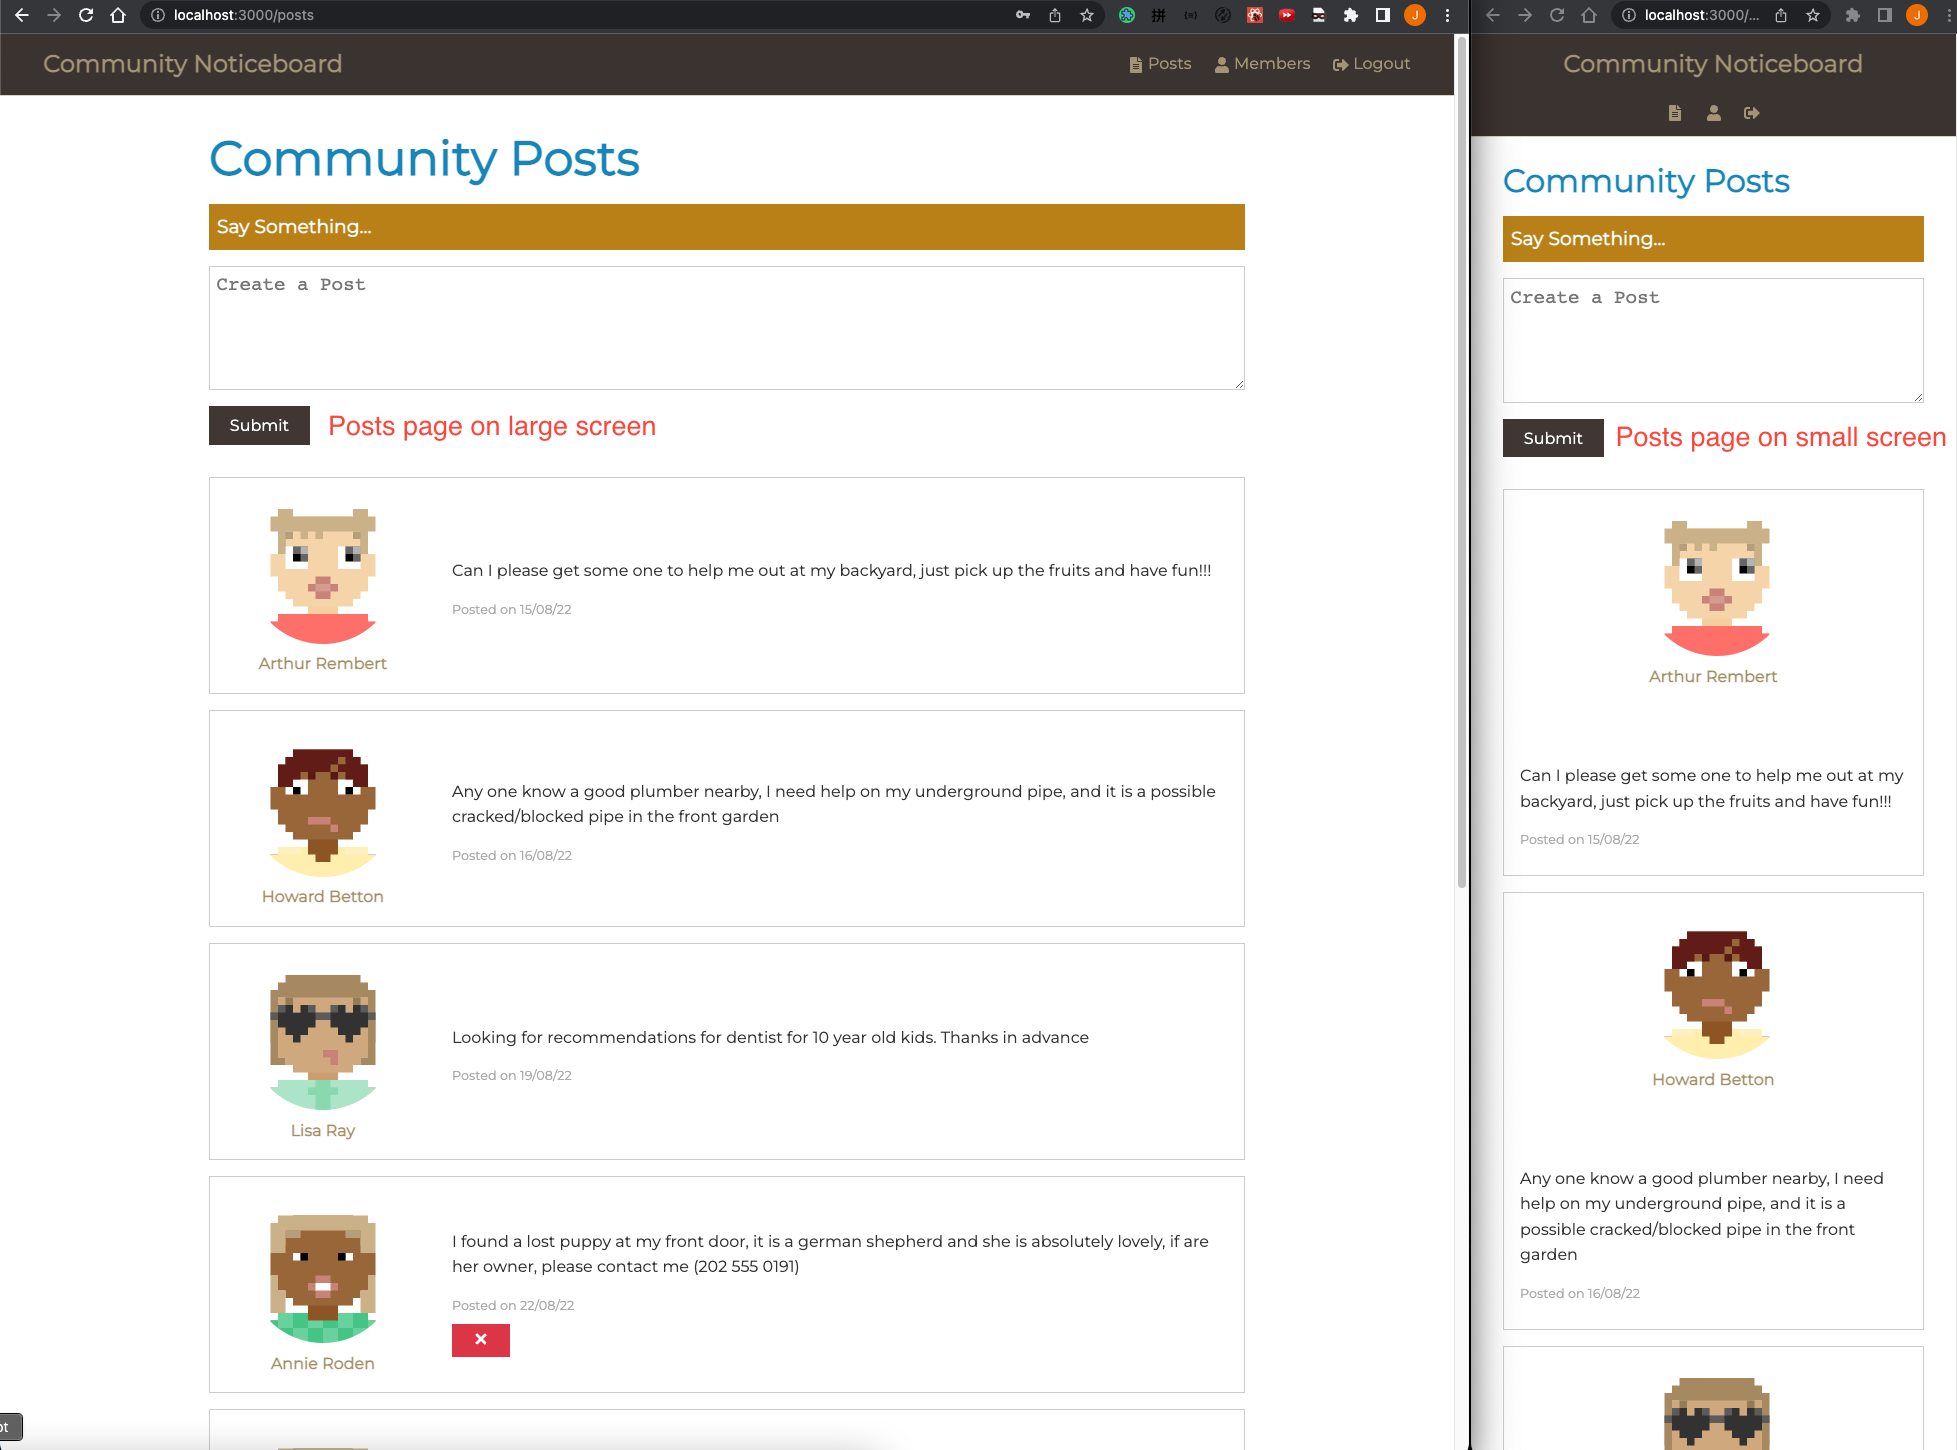 localhost:3000/posts
Community Noticeboard
Posts
Members
Logout
Community Posts
Say Something...
Create a Post
Submit
Posts page on large screen
Can I please get some one to help me out at my backyard, just pick up the fruits and have fun!!!
Posted on 15/08/22
Arthur Rembert
Any one know a good plumber nearby, I need help on my underground pipe, and it is a possible
cracked/blocked pipe in the front garden
Posted on 16/08/22
Howard Betton
Looking for recommendations for dentist for 10 year old kids. Thanks in advance
Posted on 19/08/22
Lisa Ray
I found a lost puppy at my front door, it is a german shepherd and she is absolutely lovely, if are
her owner, please contact me (202 555 0191)
Posted on 22/08/22
Annie Roden
ot
J
localhost:3000/...
J
Community Noticeboard
Community Posts
Say Something...
Create a Post
Submit
Posts page on small screen
Arthur Rembert
Can I please get some one to help me out at my
backyard, just pick up the fruits and have fun!!!
Posted on 15/08/22
Howard Betton
Any one know a good plumber nearby, I need
help on my underground pipe, and it is a
possible cracked/blocked pipe in the front
garden
Posted on 16/08/22